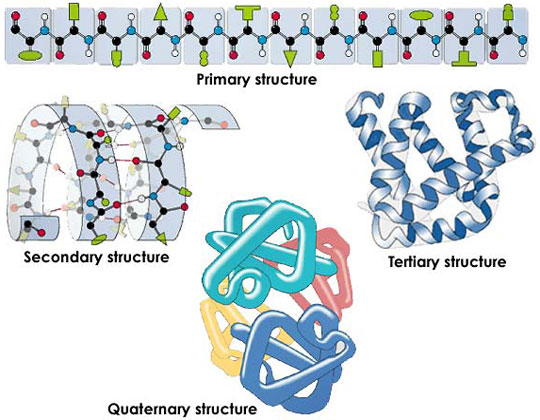 Primary structure
Secondary structure
Tertiary structure
Quaternary structure